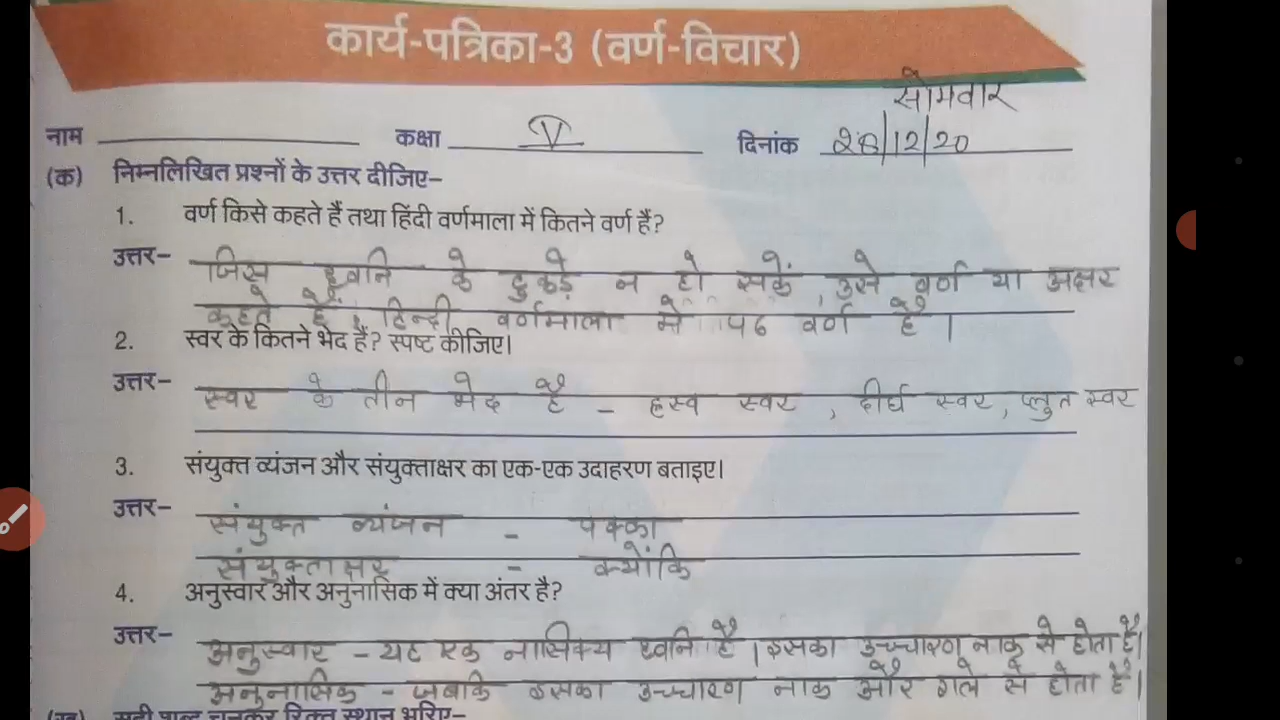 कार्य-पत्रिका-3 (वर्ण-विचार)
सोमवार
नाम कक्षा V दिनांक 28/12/20
(क) निम्नलिखित प्रश्नों के उत्तर दीजिए–
1. वर्ण किसे कहते हैं तथा हिंदी वर्णमाला में कितने वर्ण हैं?
उत्तर– जिस ध्वनि के टुकड़े न हो सकें, उसे वर्ण या अक्षर
कहते हैं। हिन्दी वर्णमाला में वर्ण है।
2. स्वर के कितने भेद हैं? स्पष्ट कीजिए।
उत्तर– स्वर के तीन भेद है – ह्रस्व स्वर, दीर्घ स्वर, प्लुत स्वर
3. संयुक्त व्यंजन और संयुक्ताक्षर का एक-एक उदाहरण बताइए।
उत्तर– संयुक्त व्यंजन – पक्का
संयुक्ताक्षर – क्योंकि
4. अनुस्वार और अनुनासिक में क्या अंतर है?
उत्तर– अनुस्वार – यह एक नासिक्य ध्वनि है। इसका उच्चारण नाक से होता है।
अनुनासिक – जबकि इसका उच्चारण नाक और गले से होता है।
(ख) सही शब्द चुनकर रिक्त स्थान भरिए–